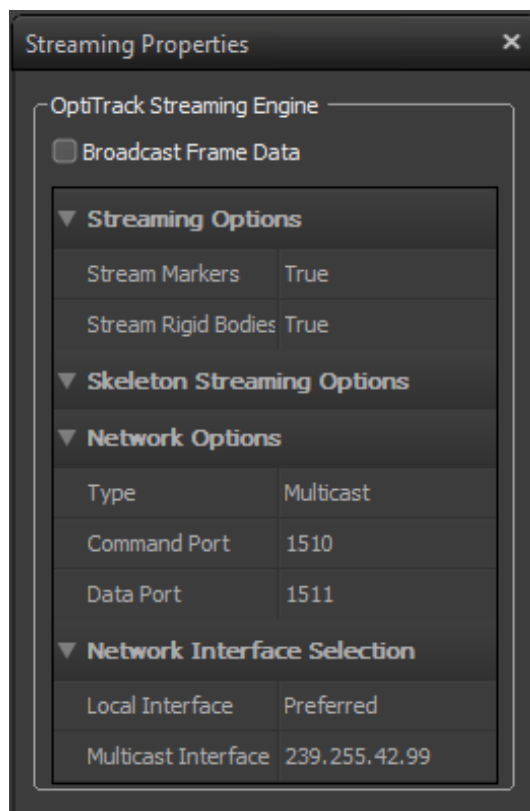 Streaming Properties
OptiTrack Streaming Engine
Broadcast Frame Data
Streaming Options
Stream Markers True
Stream Rigid Bodies True
Skeleton Streaming Options
Network Options
Type Multicast
Command Port 1510
Data Port 1511
Network Interface Selection
Local Interface Preferred
Multicast Interface 239.255.42.99